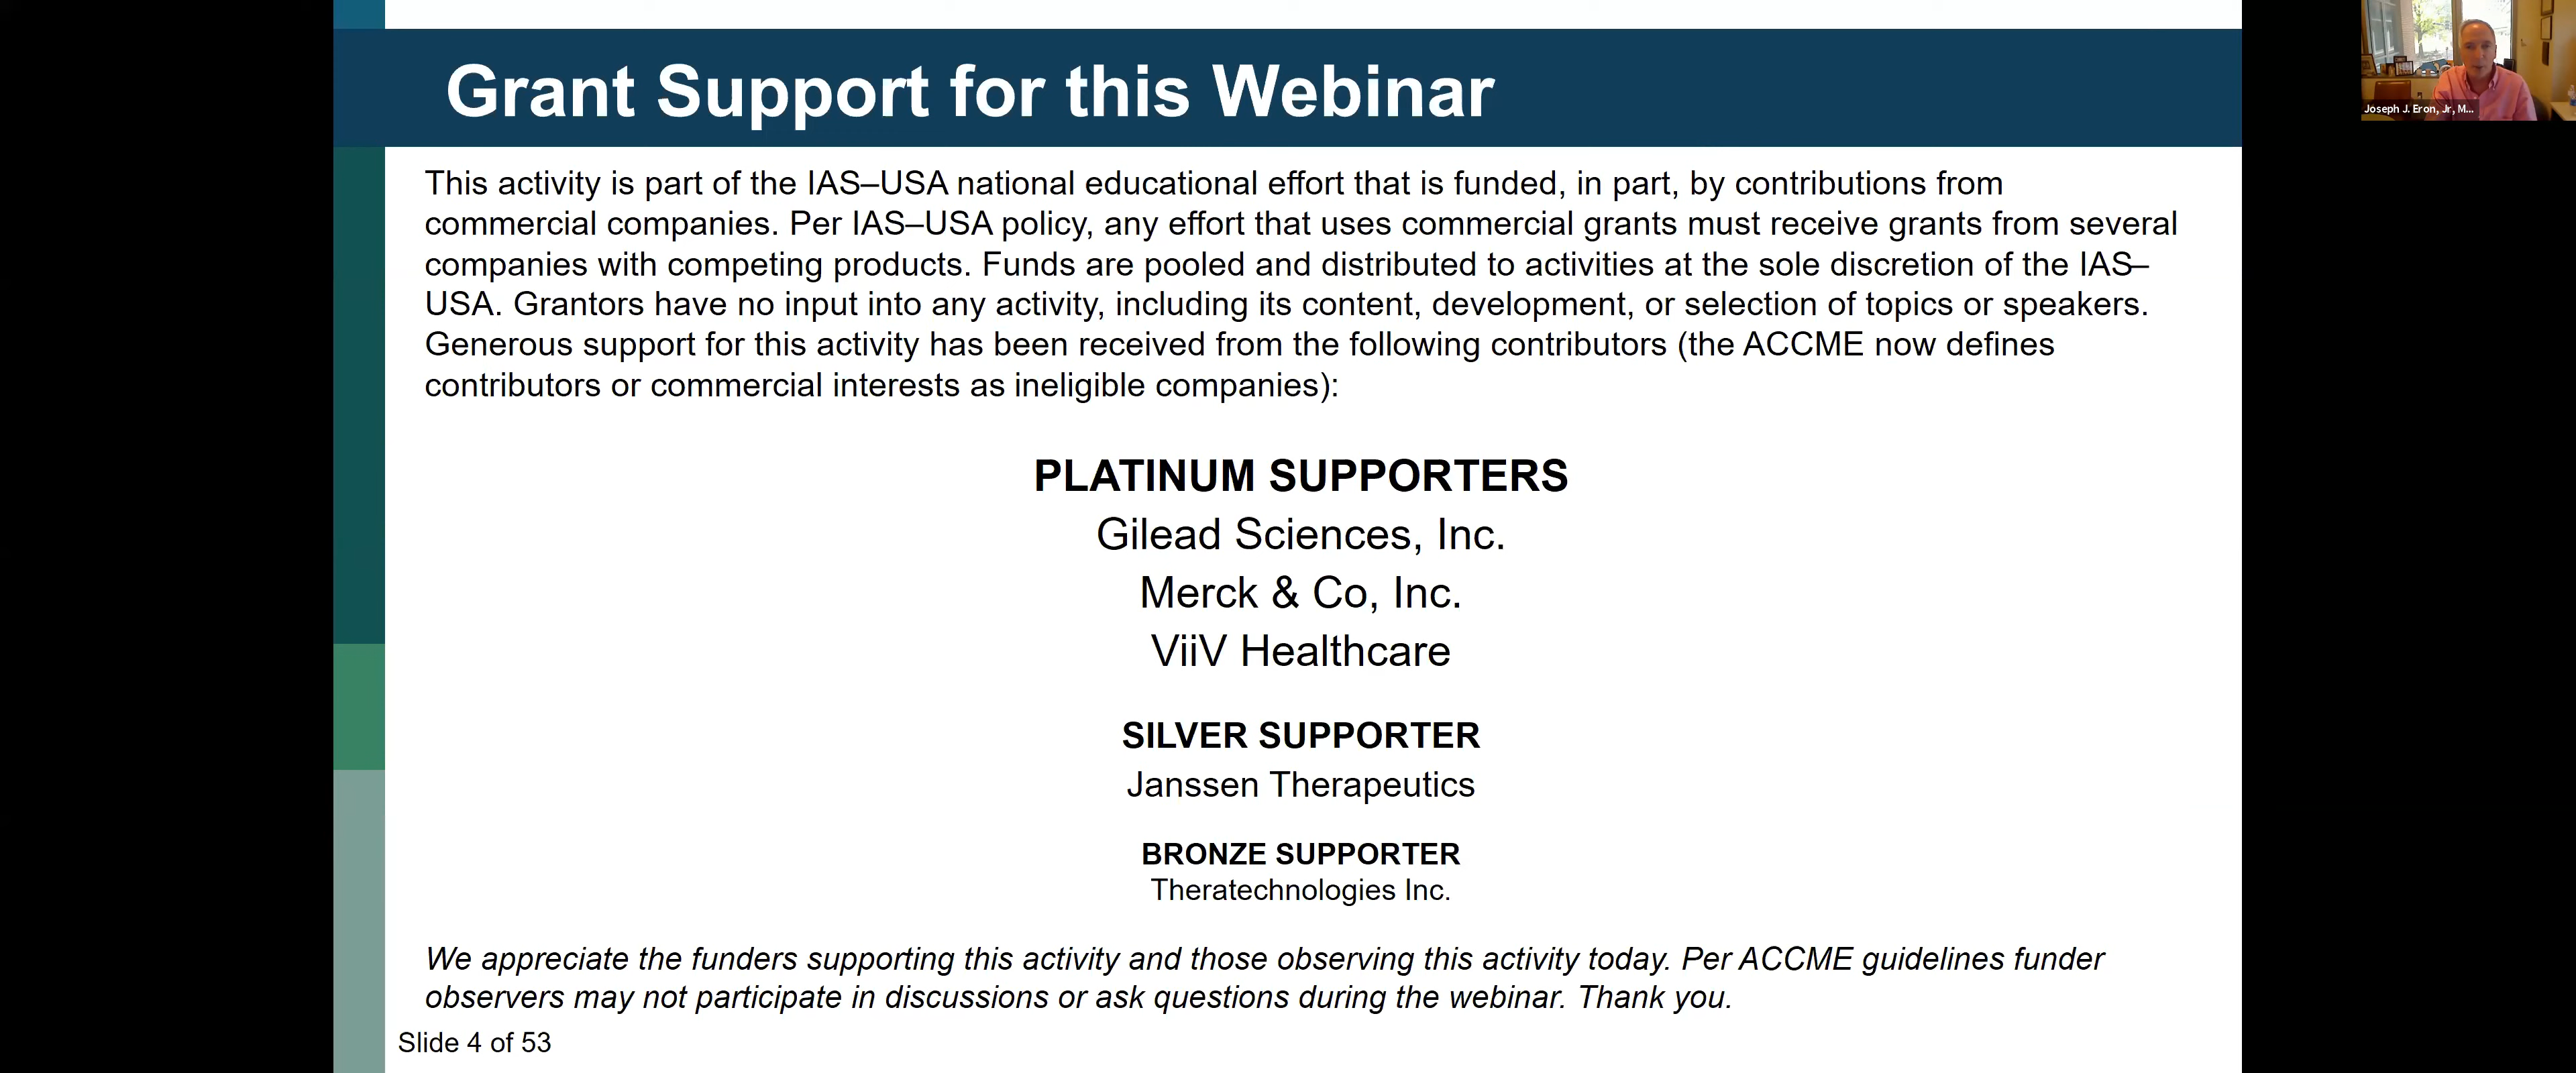 Grant Support for this Webinar
Joseph J. Eron, Jr, M...
This activity is part of the IAS–USA national educational effort that is funded, in part, by contributions from
commercial companies. Per IAS–USA policy, any effort that uses commercial grants must receive grants from several
companies with competing products. Funds are pooled and distributed to activities at the sole discretion of the IAS–
USA. Grantors have no input into any activity, including its content, development, or selection of topics or speakers.
Generous support for this activity has been received from the following contributors (the ACCME now defines
contributors or commercial interests as ineligible companies):
PLATINUM SUPPORTERS
Gilead Sciences, Inc.
Merck & Co, Inc.
ViiV Healthcare
SILVER SUPPORTER
Janssen Therapeutics
BRONZE SUPPORTER
Theratechnologies Inc.
We appreciate the funders supporting this activity and those observing this activity today. Per ACCME guidelines funder
observers may not participate in discussions or ask questions during the webinar. Thank you.
Slide 4 of 53